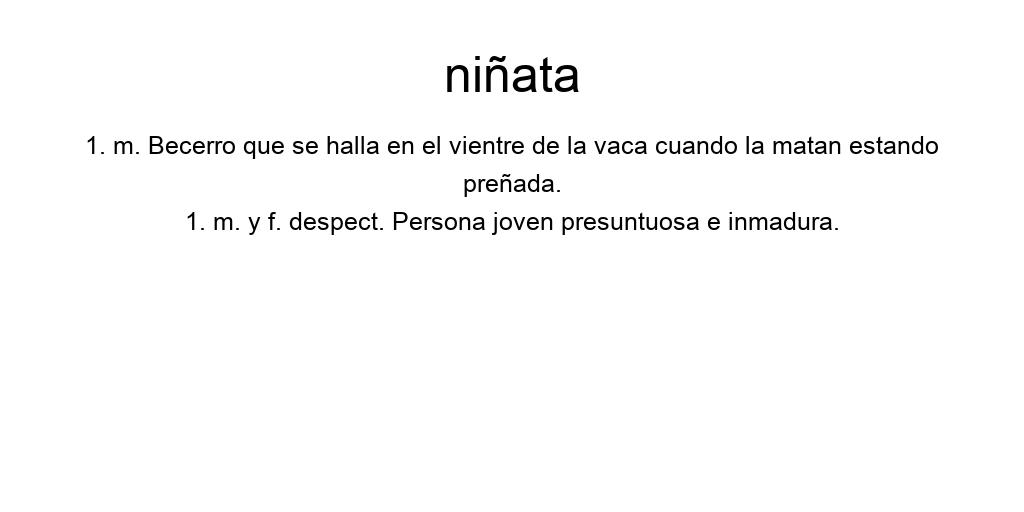 niñata
1. m. Becerro que se halla en el vientre de la vaca cuando la matan estando
preñada.
1. m. y f. despect. Persona joven presuntuosa e inmadura.